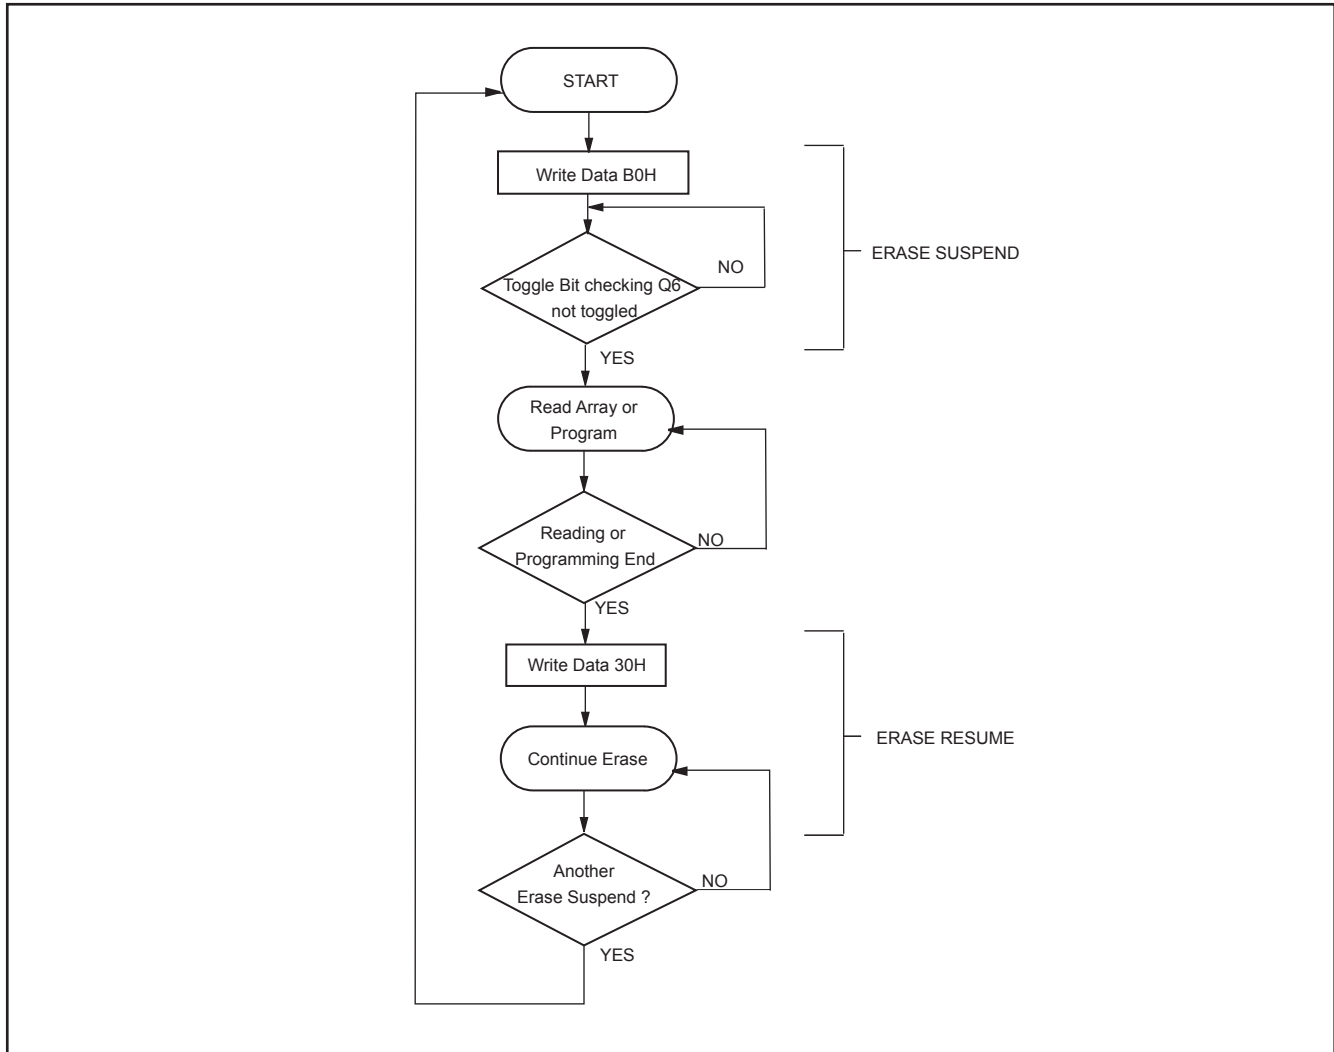 START
Write Data B0H
ERASE SUSPEND
NO
Toggle Bit checking Q6
not toggled
YES
Read Array or
Program
Reading or
Programming End
NO
YES
Write Data 30H
ERASE RESUME
Continue Erase
Another
Erase Suspend ?
NO
YES